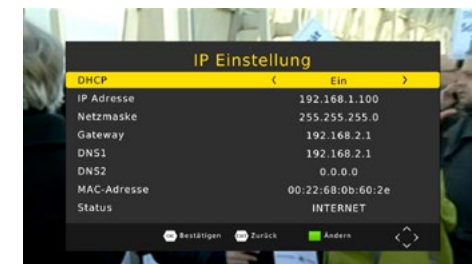 IP Einstellung
DHCP < Ein >
IP Adresse 192.168.1.100
Netzmaske 255.255.255.0
Gateway 192.168.2.1
DNS1 192.168.2.1
DNS2 0.0.0.0
MAC-Adresse 00:22:68:0b:60:2e
Status INTERNET
OK Bestätigen EXIT Zurück Ändern